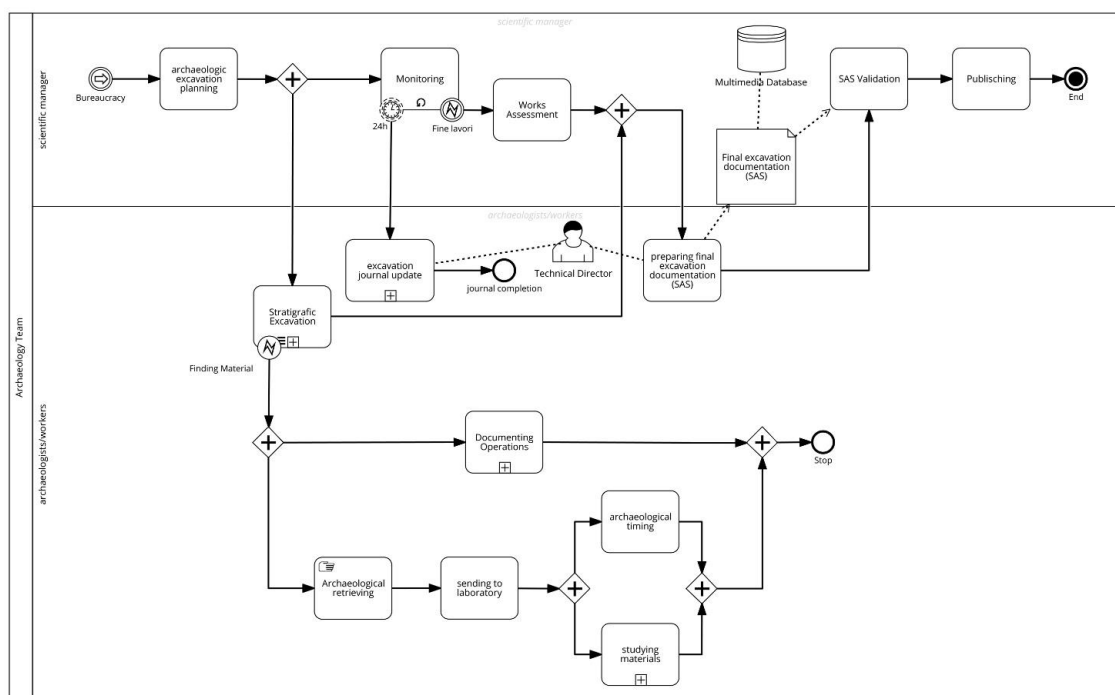 scientific manager
Archaeology Team
scientific manager
Bureaucracy
archaeologic
excavation
planning
Monitoring
24h
Fine lavori
Works
Assessment
Multimedia Database
Final excavation
documentation
(SAS)
SAS Validation
Publisching
End
archaeologists/workers
archaeologists/workers
excavation
journal update
journal completion
Technical Director
preparing final
excavation
documentation
(SAS)
Stratigrafic
Excavation
Finding Material
Documenting
Operations
Stop
Archaeological
retrieving
sending to
laboratory
archaeological
timing
studying
materials